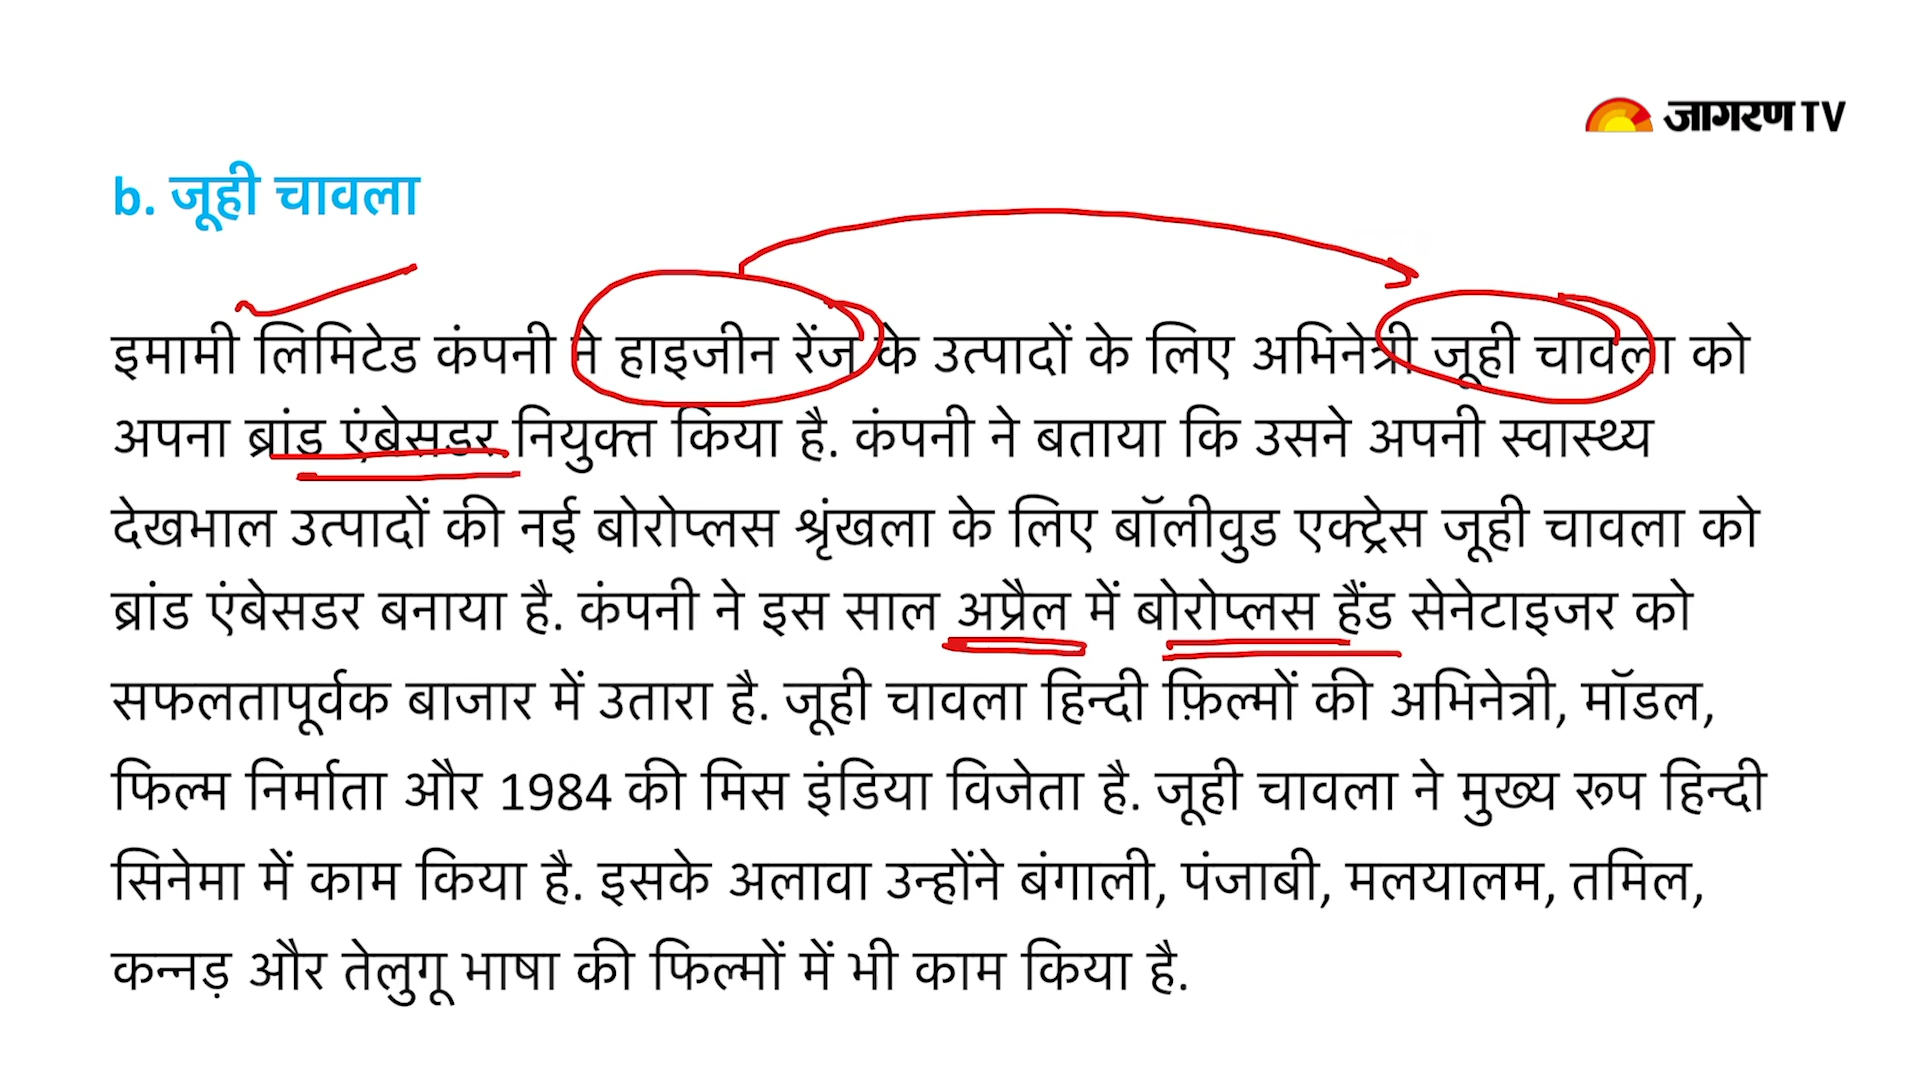 जागरण TV
b. जूही चावला
इमामी लिमिटेड कंपनी ने हाइजीन रेंज के उत्पादों के लिए अभिनेत्री जूही चावला को
अपना ब्रांड एंबेसडर नियुक्त किया है. कंपनी ने बताया कि उसने अपनी स्वास्थ्य
देखभाल उत्पादों की नई बोरोप्लस श्रृंखला के लिए बॉलीवुड एक्ट्रेस जूही चावला को
ब्रांड एंबेसडर बनाया है. कंपनी ने इस साल अप्रैल में बोरोप्लस हैंड सेनेटाइजर को
सफलतापूर्वक बाजार में उतारा है. जूही चावला हिन्दी फ़िल्मों की अभिनेत्री, मॉडल,
फिल्म निर्माता और 1984 की मिस इंडिया विजेता है. जूही चावला ने मुख्य रूप हिन्दी
सिनेमा में काम किया है. इसके अलावा उन्होंने बंगाली, पंजाबी, मलयालम, तमिल,
कन्नड़ और तेलुगू भाषा की फिल्मों में भी काम किया है.